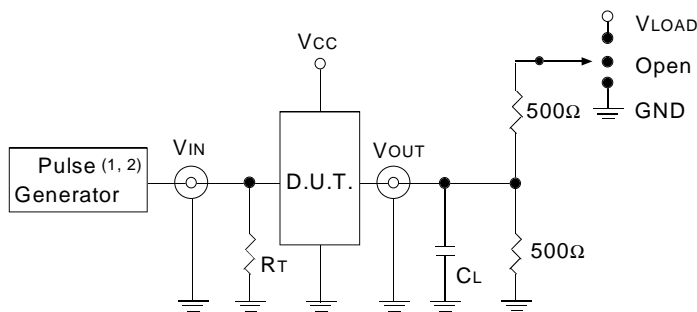 VLOAD
VCC
Open
500Ω
GND
VIN
VOUT
Pulse (1, 2)
Generator
D.U.T.
RT
CL
500Ω